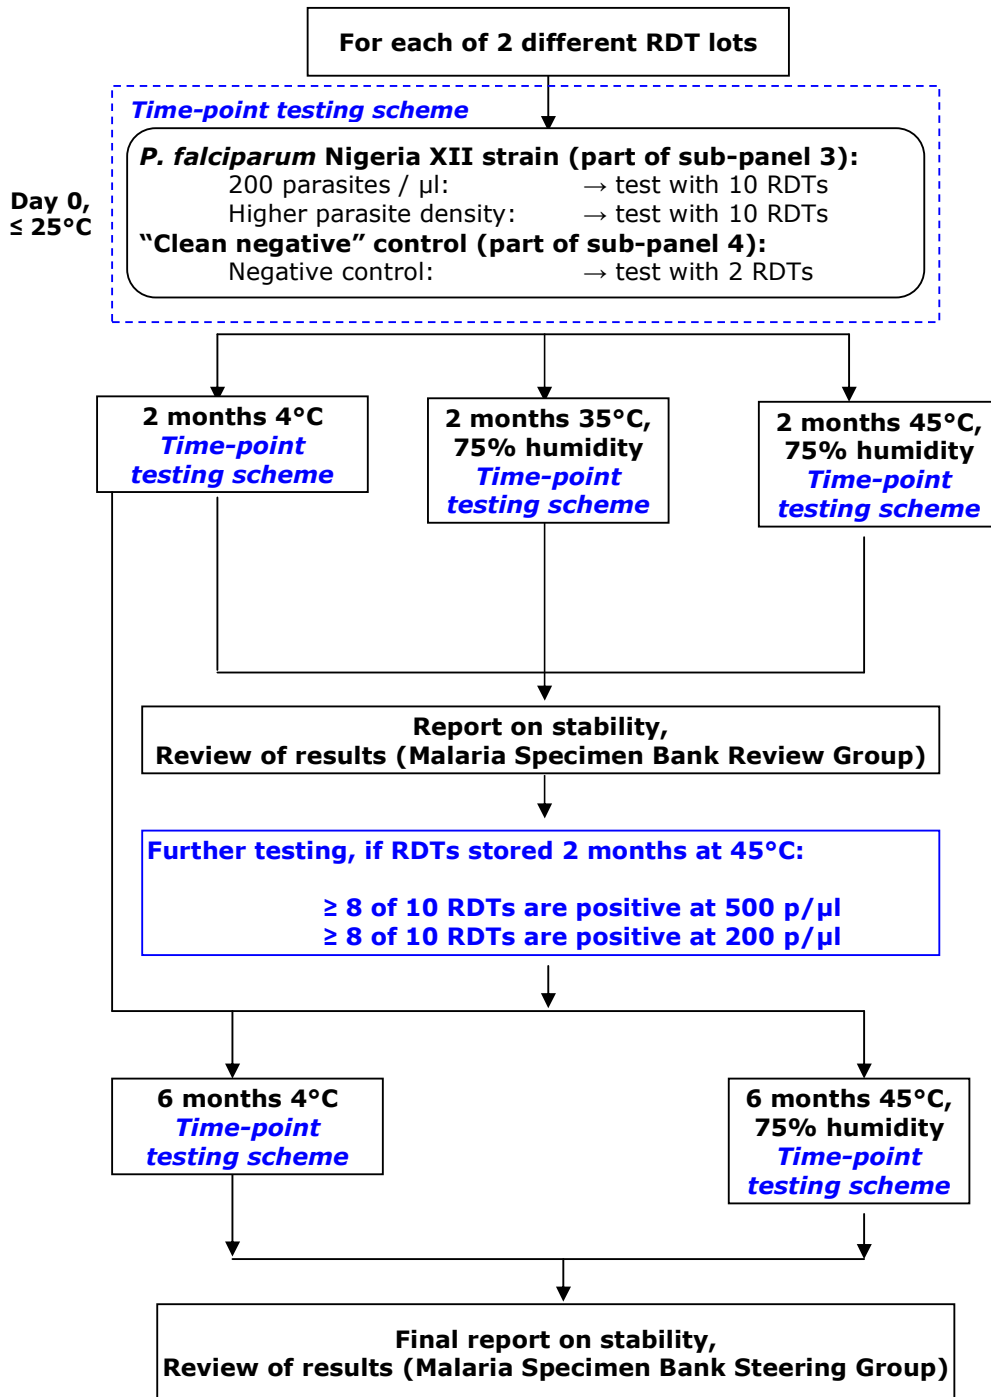 For each of 2 different RDT lots
Time-point testing scheme
P. falciparum Nigeria XII strain (part of sub-panel 3):
200 parasites / µl: → test with 10 RDTs
Higher parasite density: → test with 10 RDTs
"Clean negative” control (part of sub-panel 4):
Negative control: → test with 2 RDTs
Day 0,
≤ 25°C
2 months 4°C
Time-point
testing scheme
2 months 35°C,
75% humidity
Time-point
testing scheme
2 months 45°C,
75% humidity
Time-point
testing scheme
Report on stability,
Review of results (Malaria Specimen Bank Review Group)
Further testing, if RDTs stored 2 months at 45°C:
≥ 8 of 10 RDTs are positive at 500 p/µl
≥ 8 of 10 RDTs are positive at 200 p/µl
6 months 4°C
Time-point
testing scheme
6 months 45°C,
75% humidity
Time-point
testing scheme
Final report on stability,
Review of results (Malaria Specimen Bank Steering Group)